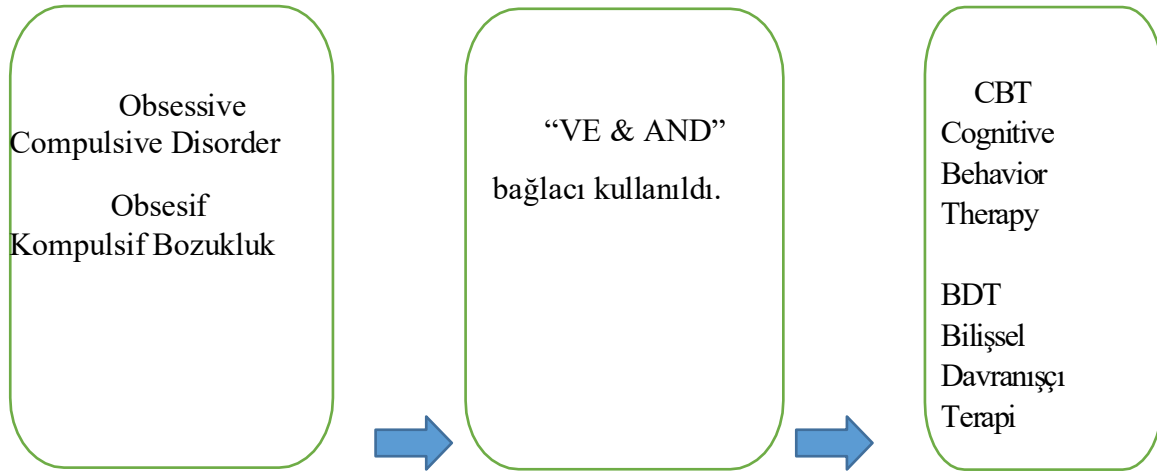 Obsessive
Compulsive Disorder
Obsesif
Kompulsif Bozukluk
“VE & AND”
bağlacı kullanıldı.
CBT
Cognitive
Behavior
Therapy
BDT
Bilişsel
Davranışçı
Terapi